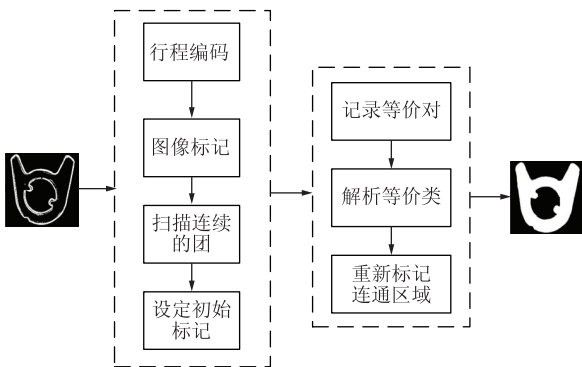 行程编码
图像标记
扫描连续
的团
设定初始
标记
记录等价对
解析等价类
重新标记
连通区域